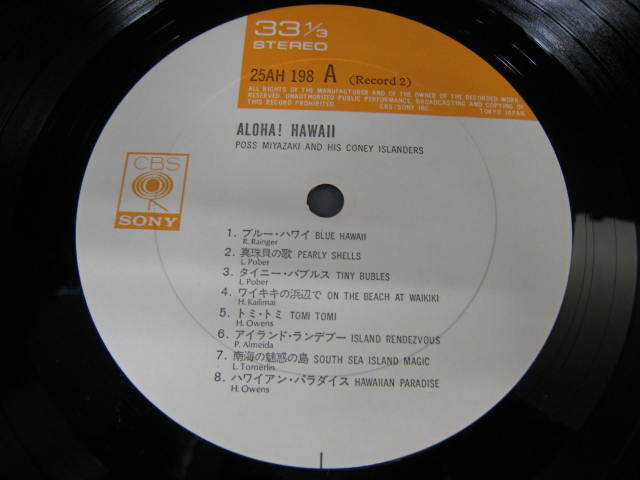 33 1/3
STEREO
25AH 198 A (Record 2)
ALL RIGHTS OF THE MANUFACTURER AND OF THE OWNER OF THE RECORDED WORK
RESERVED. UNAUTHORIZED PUBLIC PERFORMANCE, BROADCASTING AND COPYING OF
THIS RECORD PROHIBITED. CBS/SONY INC. TOKYO JAPAN
ALOHA! HAWAII
POSS MIYAZAKI AND HIS CONEY ISLANDERS
CBS
SONY
1. ブルー・ハワイ BLUE HAWAII
R. Rainger
2. 真珠貝の歌 PEARLY SHELLS
L. Pober
3. タイニー・バブルス TINY BUBLES
L. Pober
4. ワイキキの浜辺で ON THE BEACH AT WAIKIKI
H. Kailimai
5. トミ・トミ TOMI TOMI
H. Owens
6. アイランド・ランデブー ISLAND RENDEZVOUS
P. Almeida
7. 南海の魅惑の島 SOUTH SEA ISLAND MAGIC
L. Tomerlin
8. ハワイアン・パラダイス HAWAIIAN PARADISE
H. Owens